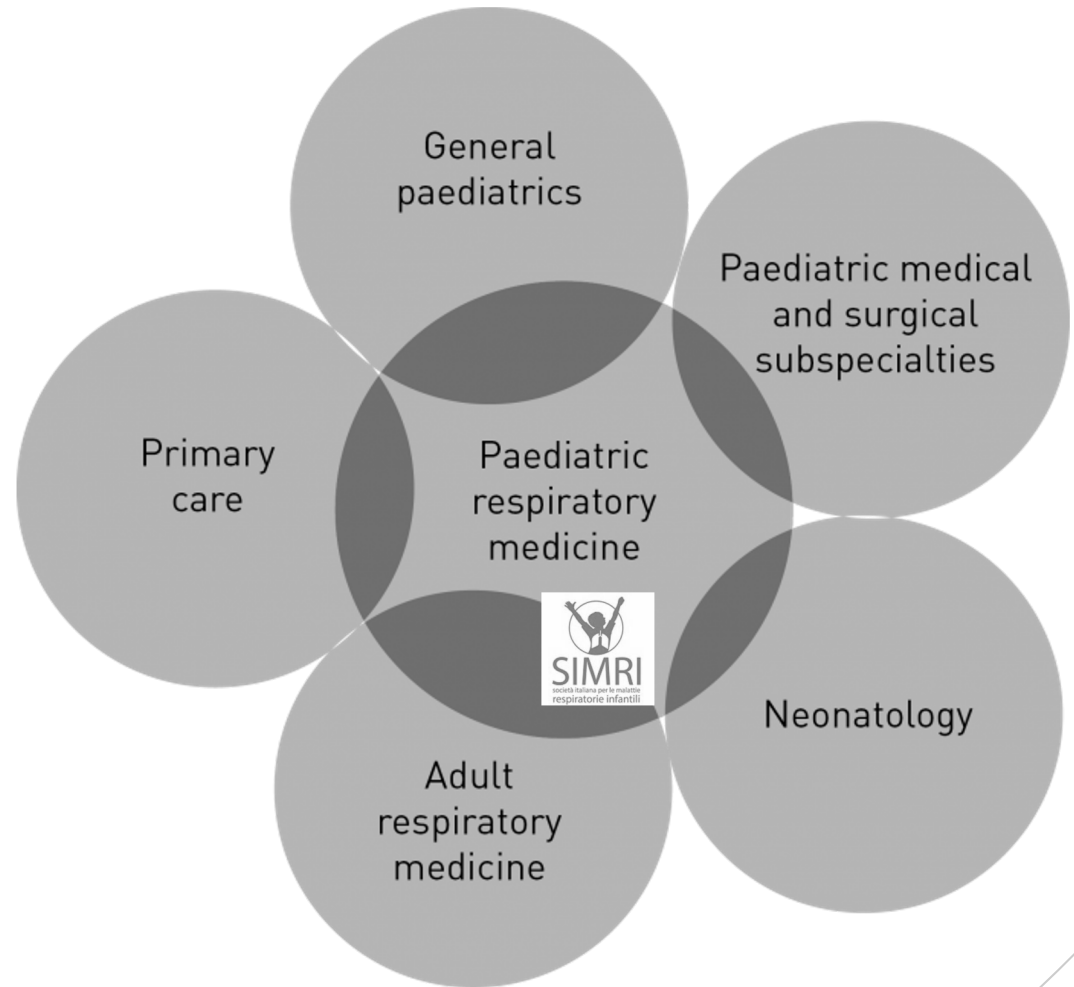 General
paediatrics
Paediatric medical
and surgical
subspecialties
Primary
care
Paediatric
respiratory
medicine
SIMRI
società italiana per le malattie
respiratorie infantili
Neonatology
Adult
respiratory
medicine